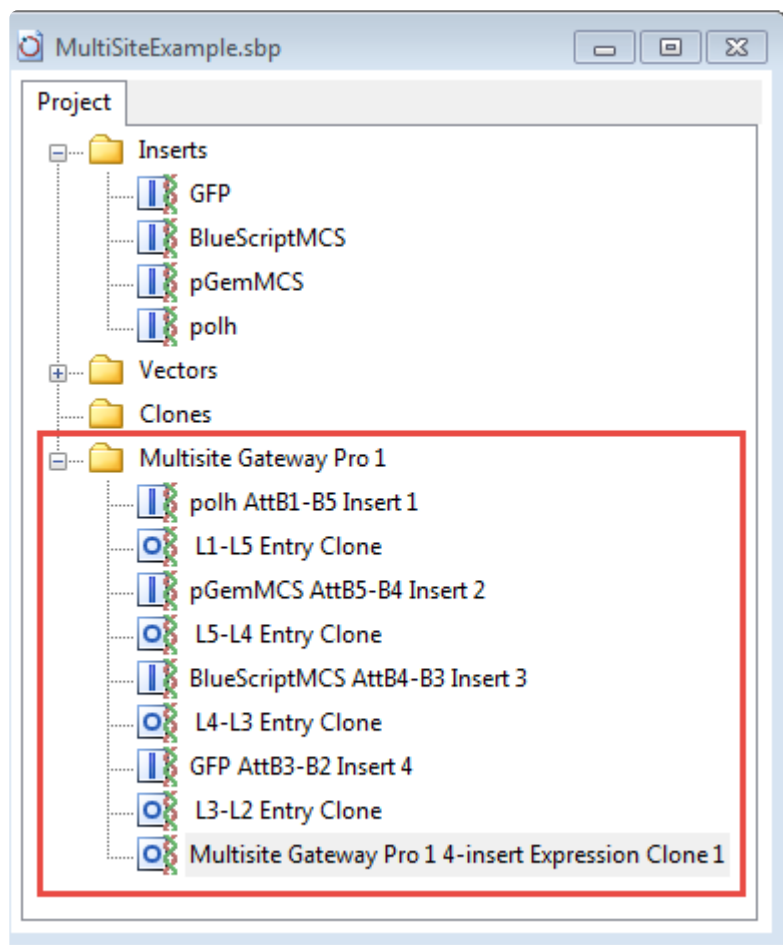 MultiSiteExample.sbp
Project
Inserts
GFP
BlueScriptMCS
pGemMCS
polh
Vectors
Clones
Multisite Gateway Pro 1
polh AttB1-B5 Insert 1
L1-L5 Entry Clone
pGemMCS AttB5-B4 Insert 2
L5-L4 Entry Clone
BlueScriptMCS AttB4-B3 Insert 3
L4-L3 Entry Clone
GFP AttB3-B2 Insert 4
L3-L2 Entry Clone
Multisite Gateway Pro 1 4-insert Expression Clone 1